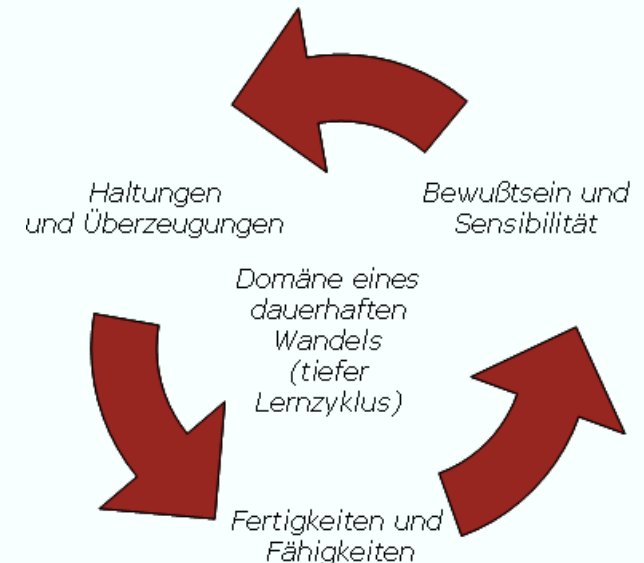 Haltungen
und Überzeugungen
Bewußtsein und
Sensibilität
Domäne eines
dauerhaften
Wandels
(tiefer
Lernzyklus)
Fertigkeiten und
Fähigkeiten